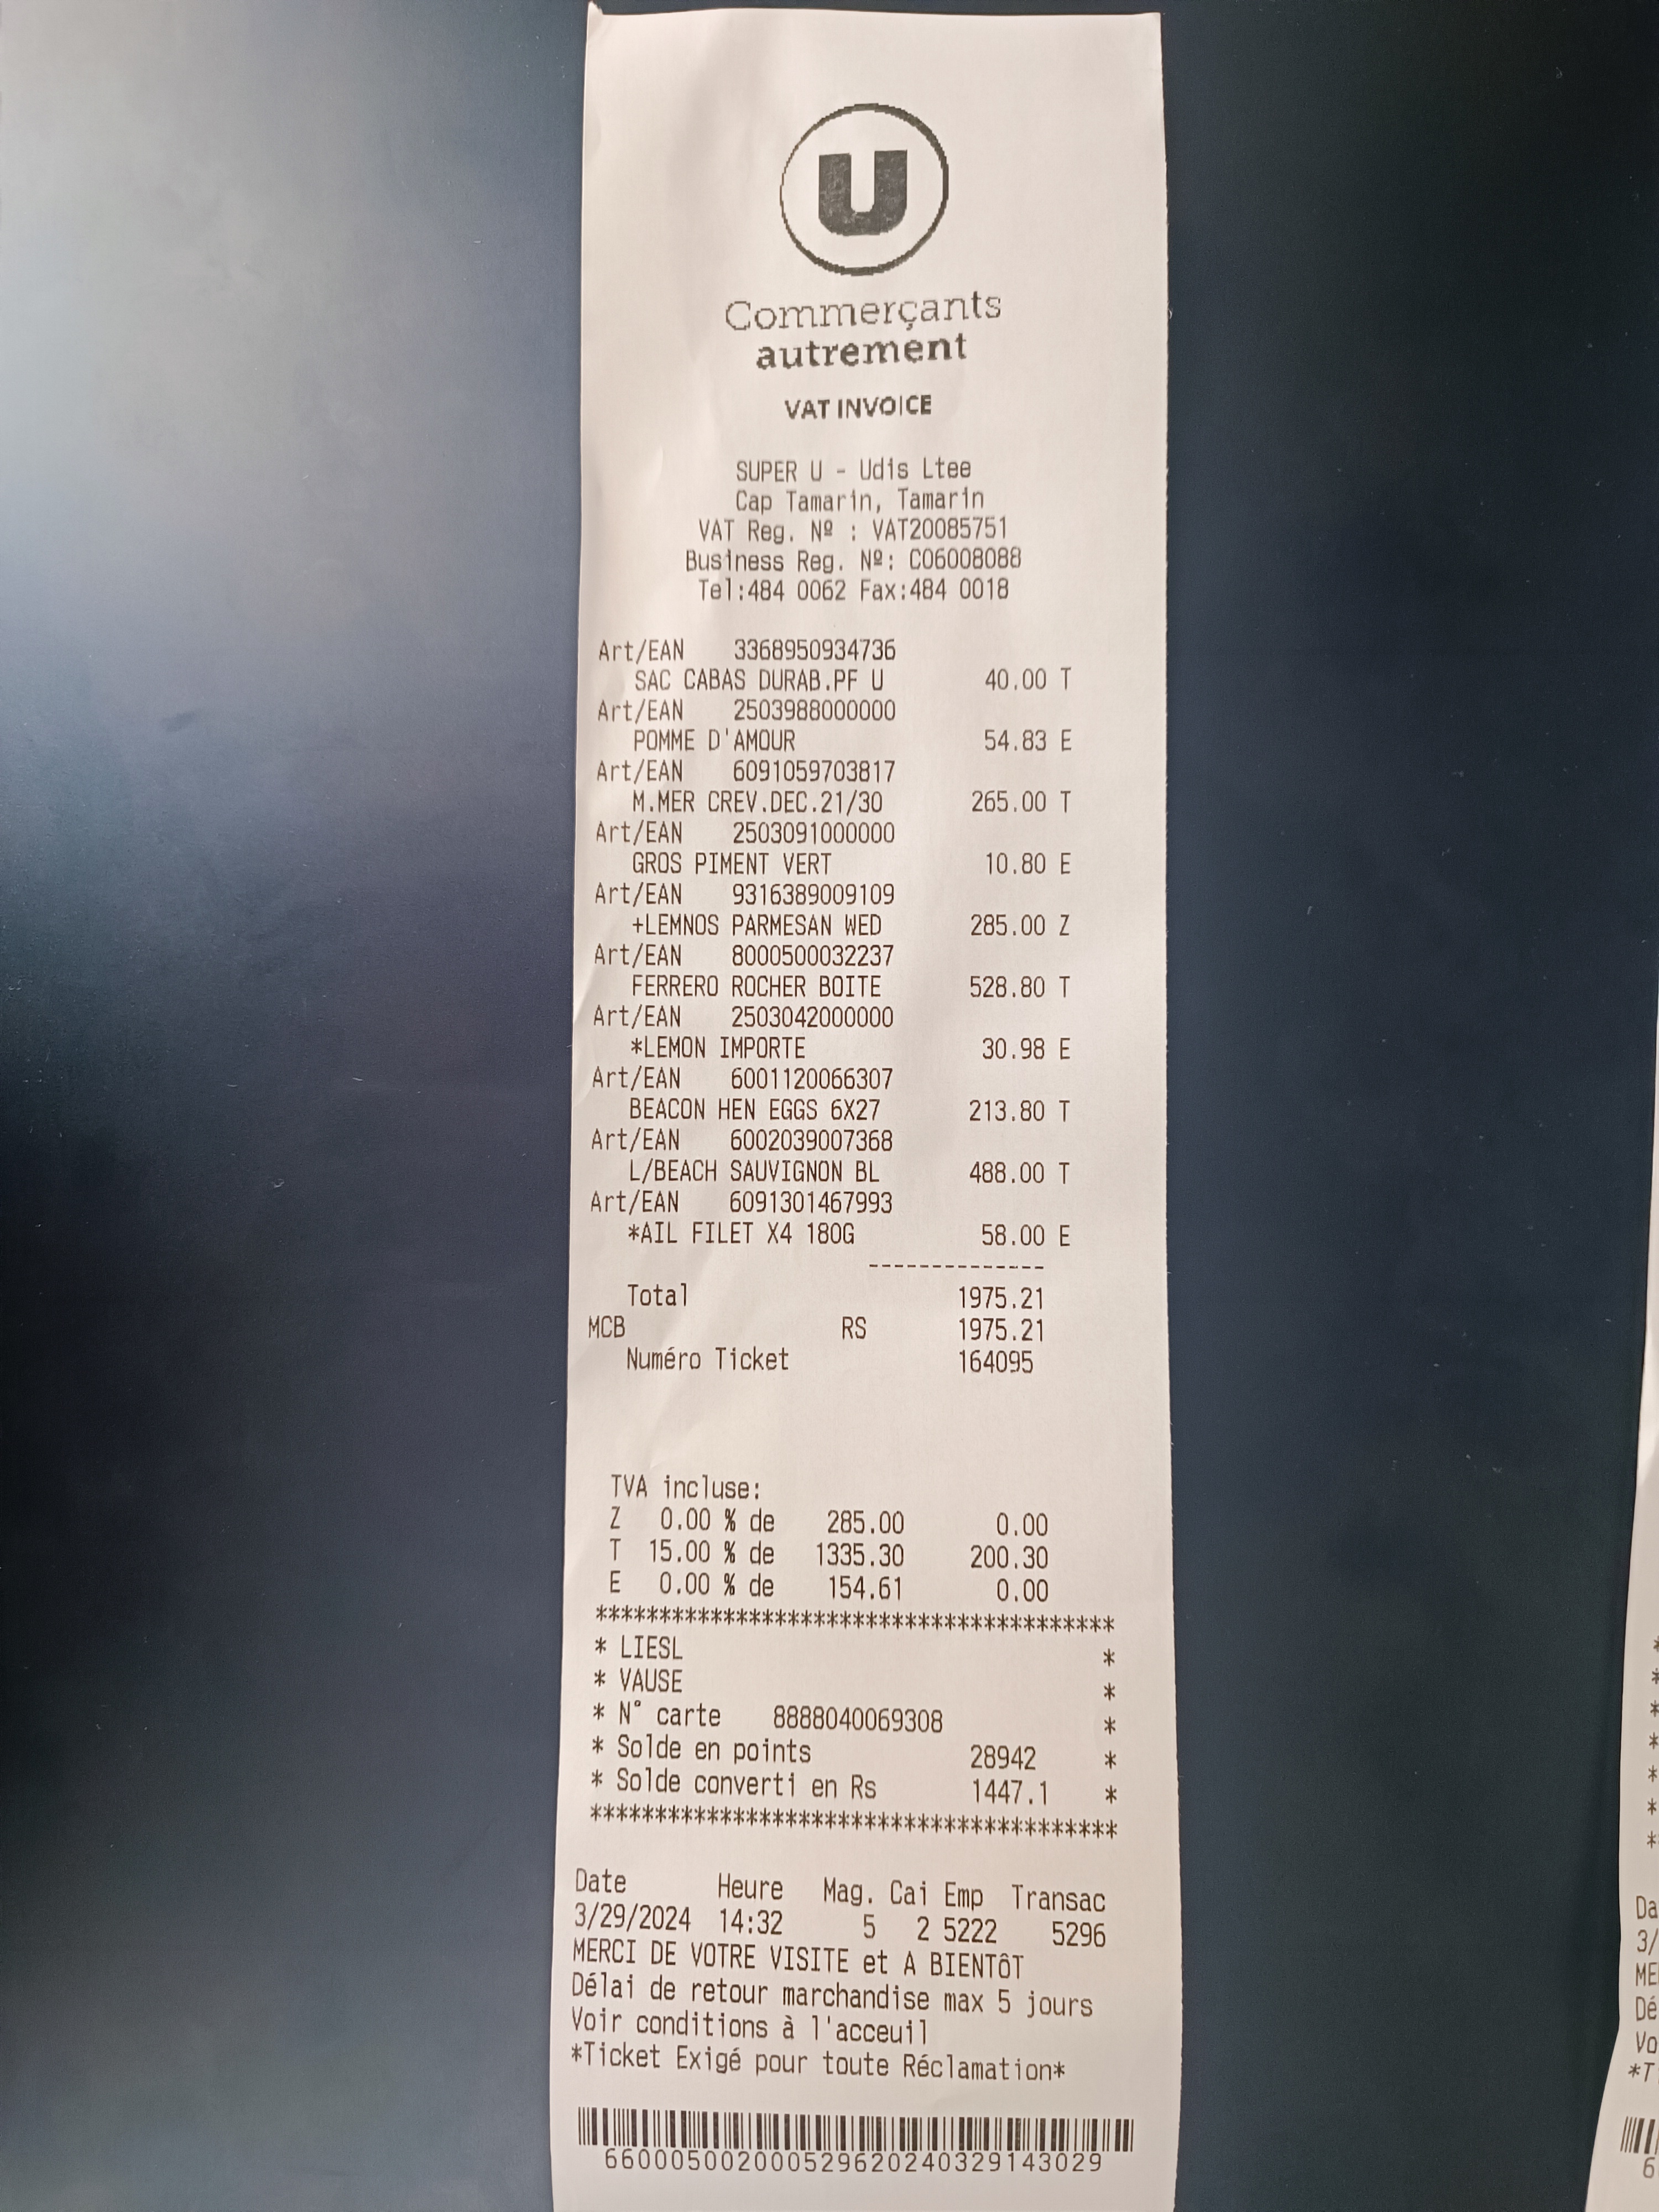 U
Commerçants
autrement
VAT INVOICE
SUPER U - Udis Ltee
Cap Tamarin, Tamarin
VAT Reg. Nº : VAT20085751
Business Reg. Nº: C06008088
Tel:484 0062 Fax:484 0018
Art/EAN 3368950934736
SAC CABAS DURAB.PF U 40.00 T
Art/EAN 2503988000000
POMME D'AMOUR 54.83 E
Art/EAN 6091059703817
M.MER CREV.DEC.21/30 265.00 T
Art/EAN 2503091000000
GROS PIMENT VERT 10.80 E
Art/EAN 9316389009109
+LEMNOS PARMESAN WED 285.00 Z
Art/EAN 8000500032237
FERRERO ROCHER BOITE 528.80 T
Art/EAN 2503042000000
*LEMON IMPORTE 30.98 E
Art/EAN 6001120066307
BEACON HEN EGGS 6X27 213.80 T
Art/EAN 6002039007368
L/BEACH SAUVIGNON BL 488.00 T
Art/EAN 6091301467993
*AIL FILET X4 180G 58.00 E
--------------
Total 1975.21
MCB RS 1975.21
Numéro Ticket 164095
TVA incluse:
Z 0.00 % de 285.00 0.00
T 15.00 % de 1335.30 200.30
E 0.00 % de 154.61 0.00
*****************************************
* LIESL *
* VAUSE *
* N° carte 8888040069308 *
* Solde en points 28942 *
* Solde converti en Rs 1447.1 *
*****************************************
Date Heure Mag. Cai Emp Transac
3/29/2024 14:32 5 2 5222 5296
MERCI DE VOTRE VISITE et A BIENTÔT
Délai de retour marchandise max 5 jours
Voir conditions à l'acceuil
*Ticket Exigé pour toute Réclamation*
66000500200052962024032914 3029
Da
3/
ME
Dé
Vo
*T
6